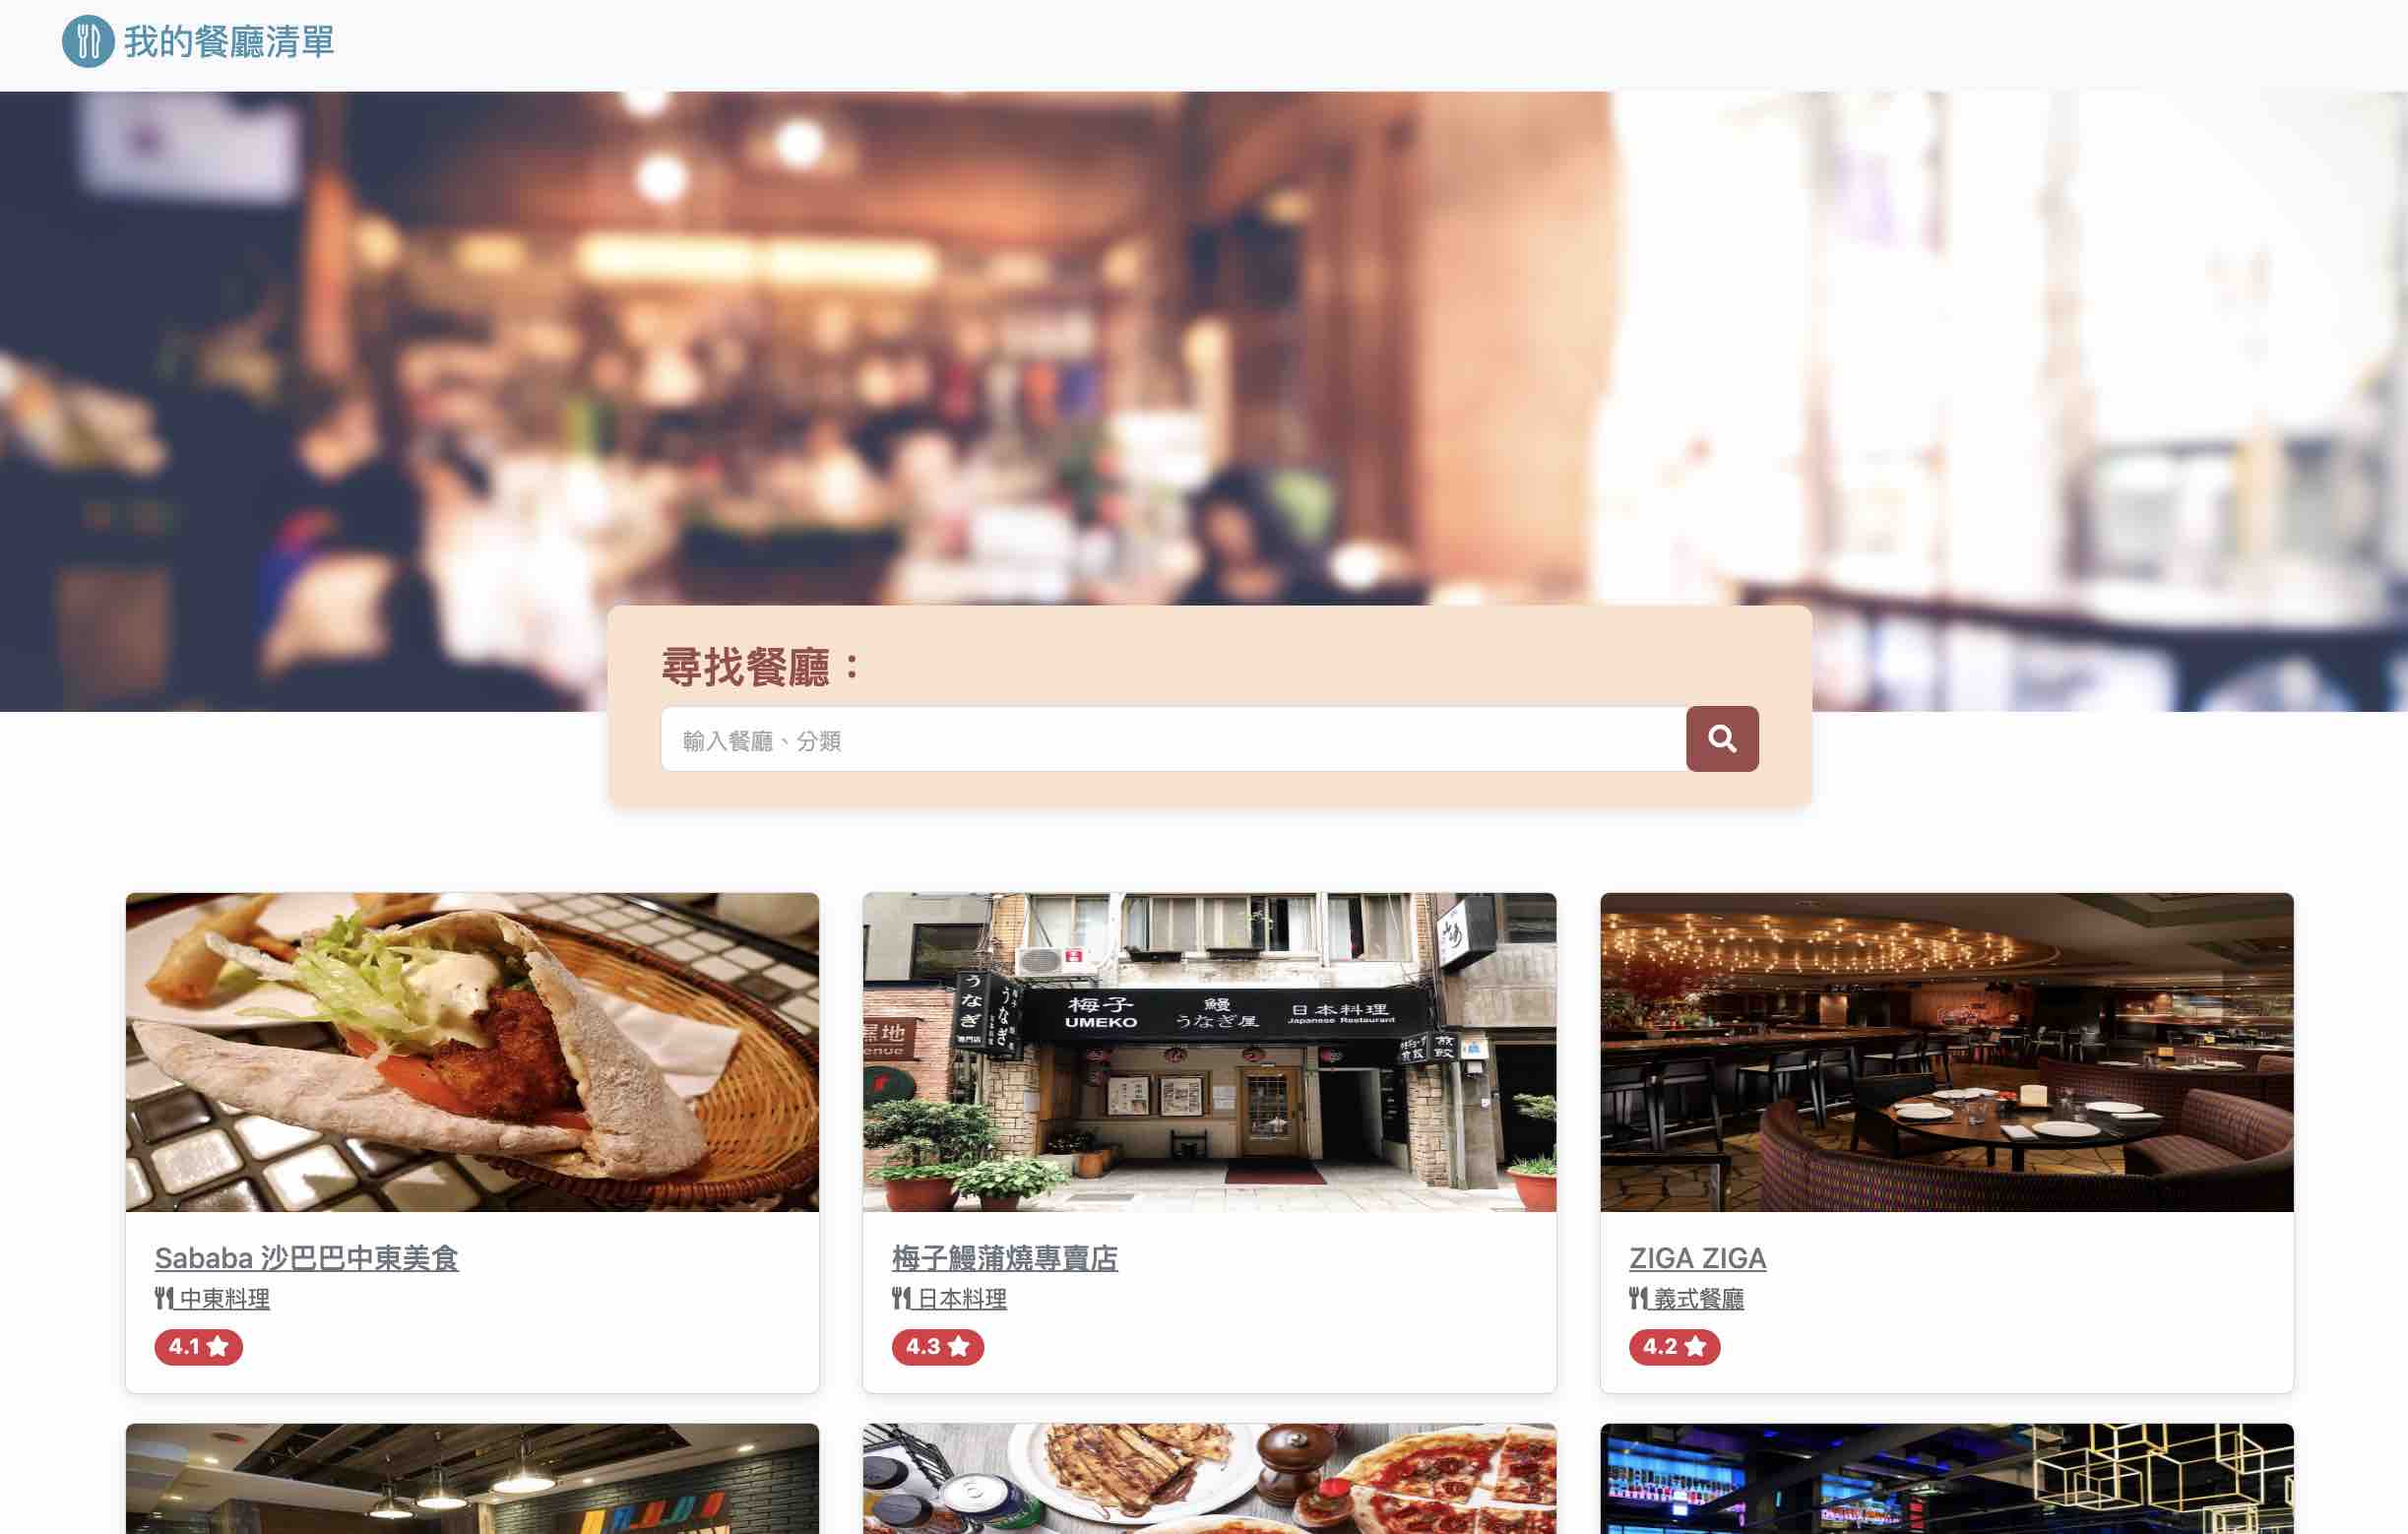 我的餐廳清單
尋找餐廳：
輸入餐廳、分類
梅子
UMEKO
鰻
うなぎ屋
日本料理
Japanese Restaurant
うなぎ
Sababa 沙巴巴中東美食
中東料理
4.1
梅子鰻蒲燒專賣店
日本料理
4.3
ZIGA ZIGA
義式餐廳
4.2